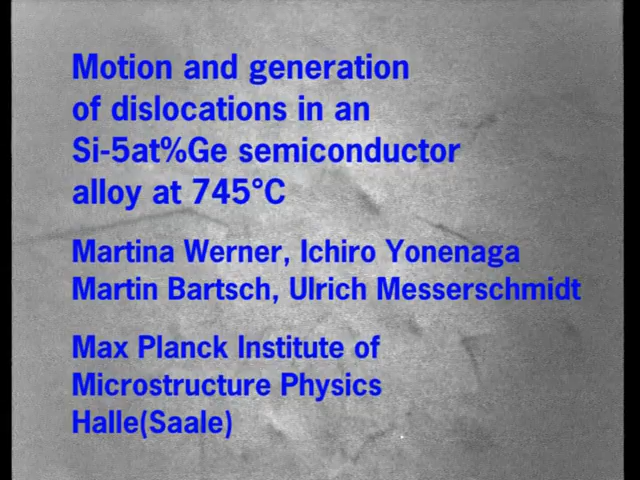 Motion and generation
of dislocations in an
Si-5at%Ge semiconductor
alloy at 745°C
Martina Werner, Ichiro Yonenaga
Martin Bartsch, Ulrich Messerschmidt
Max Planck Institute of
Microstructure Physics
Halle(Saale)